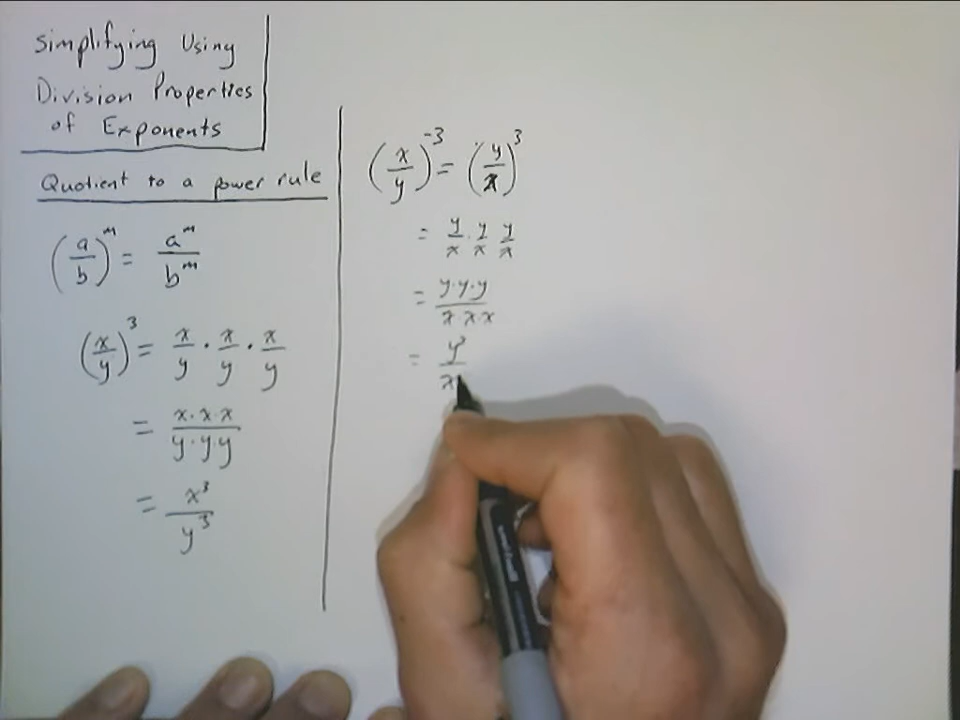 Simplifying Using
Division Properties
of Exponents
Quotient to a power rule
(a/b)^m = a^m/b^m
(x/y)^3 = x/y · x/y · x/y
= x·x·x/y·y·y
= x^3/y^3
(x/y)^-3 = (y/x)^3
= y/x · y/x y/x
= y·y·y/x·x·x
= y^3/x